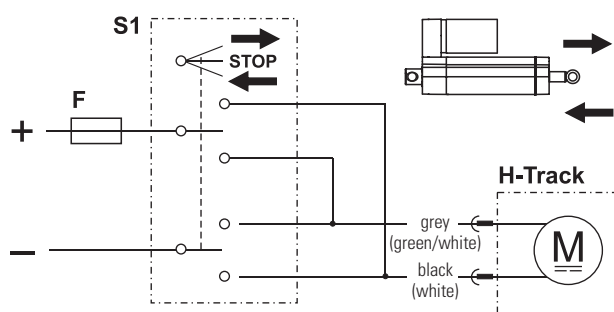 S1
STOP
F
+
–
H-Track
grey
(green/white)
black
(white)
M